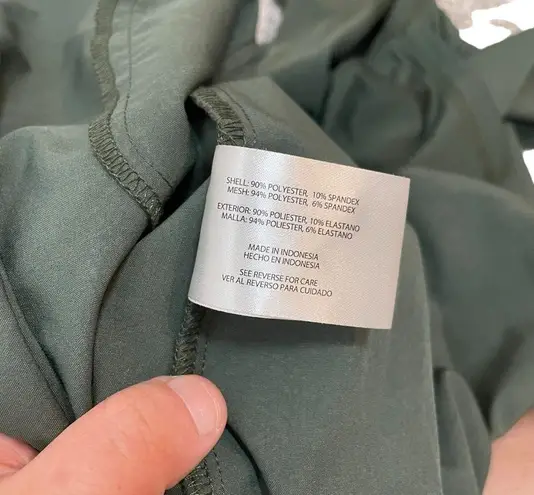 SHELL: 90% POLYESTER, 10% SPANDEX
MESH: 94% POLYESTER, 6% SPANDEX
EXTERIOR: 90% POLIESTER, 10% ELASTANO
MALLA: 94% POLIESTER, 6% ELASTANO
MADE IN INDONESIA
HECHO EN INDONESIA
SEE REVERSE FOR CARE
VER AL REVERSO PARA CUIDADO